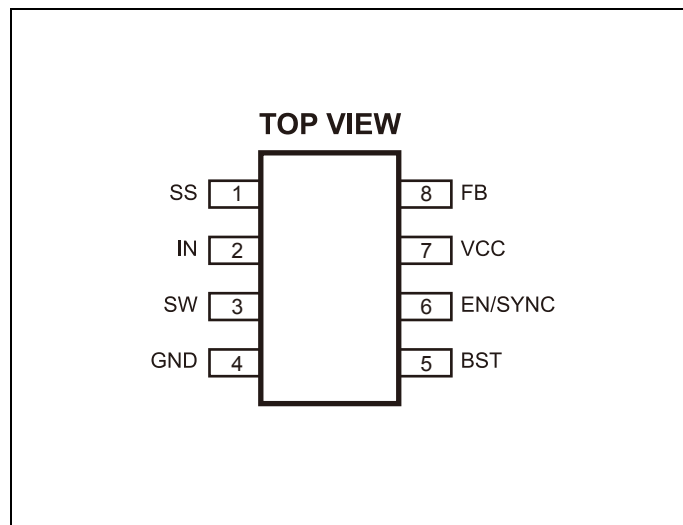 TOP VIEW
SS 1 8 FB
IN 2 7 VCC
SW 3 6 EN/SYNC
GND 4 5 BST